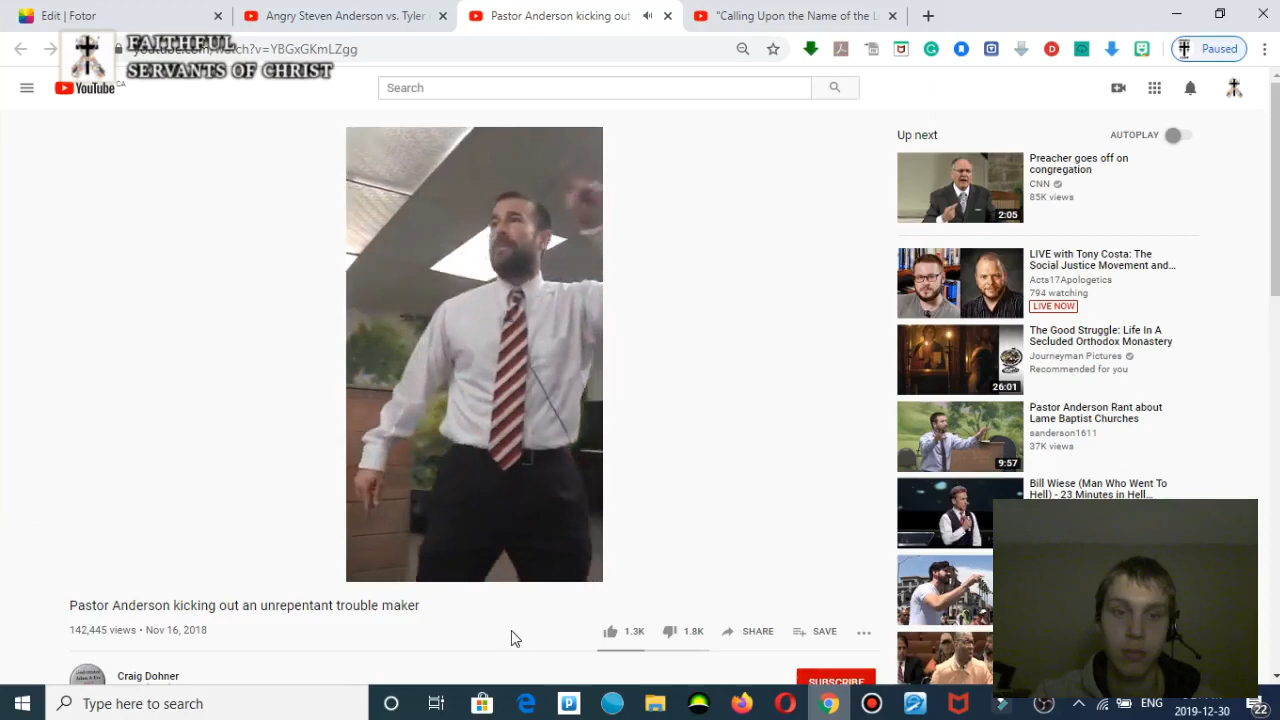 Edit | Fotor
Angry Steven Anderson vs. Tyler
Pastor Anderson kicking out
Calling Upon the Name of the L
FAITHFUL
SERVANTS OF CHRIST
youtube.com/watch?v=YBGxGKmLZgg
Paused
YouTube CA
Search
Up next
AUTOPLAY
Preacher goes off on
congregation
CNN
85K views
2:05
LIVE with Tony Costa: The
Social Justice Movement and...
Acts17Apologetics
794 watching
LIVE NOW
The Good Struggle: Life In A
Secluded Orthodox Monastery
Journeyman Pictures
Recommended for you
26:01
Pastor Anderson Rant about
Lame Baptist Churches
sanderson1611
37K views
9:57
Bill Wiese (Man Who Went To
Hell) - 23 Minutes in Hell...
Pastor Anderson kicking out an unrepentant trouble maker
142,445 views • Nov 16, 2018
1.3K
1.8K
SHARE
SAVE
Craig Dohner
SUBSCRIBE
Type here to search
2019-12-30
22